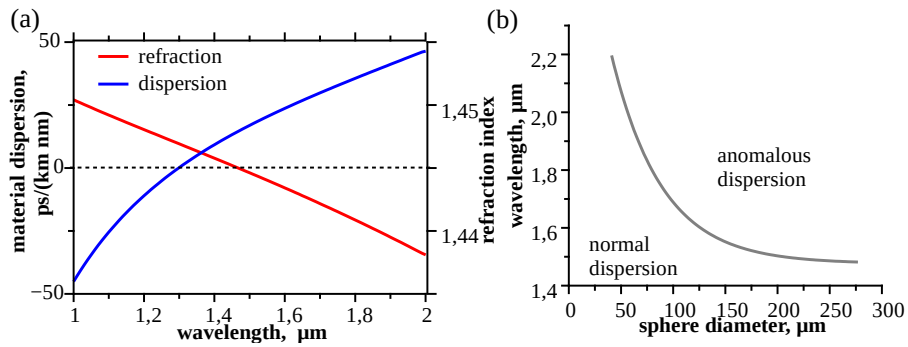 (a)
50
0
−50
material dispersion,
ps/(km nm)
refraction
dispersion
1,45
1,44
refraction index
1
1,2
1,4
1,6
1,8
2
wavelength, μm
(b)
2,2
2,0
1,8
1,6
1,4
wavelength, μm
anomalous
dispersion
normal
dispersion
0
50
100
150
200
250
300
sphere diameter, μm